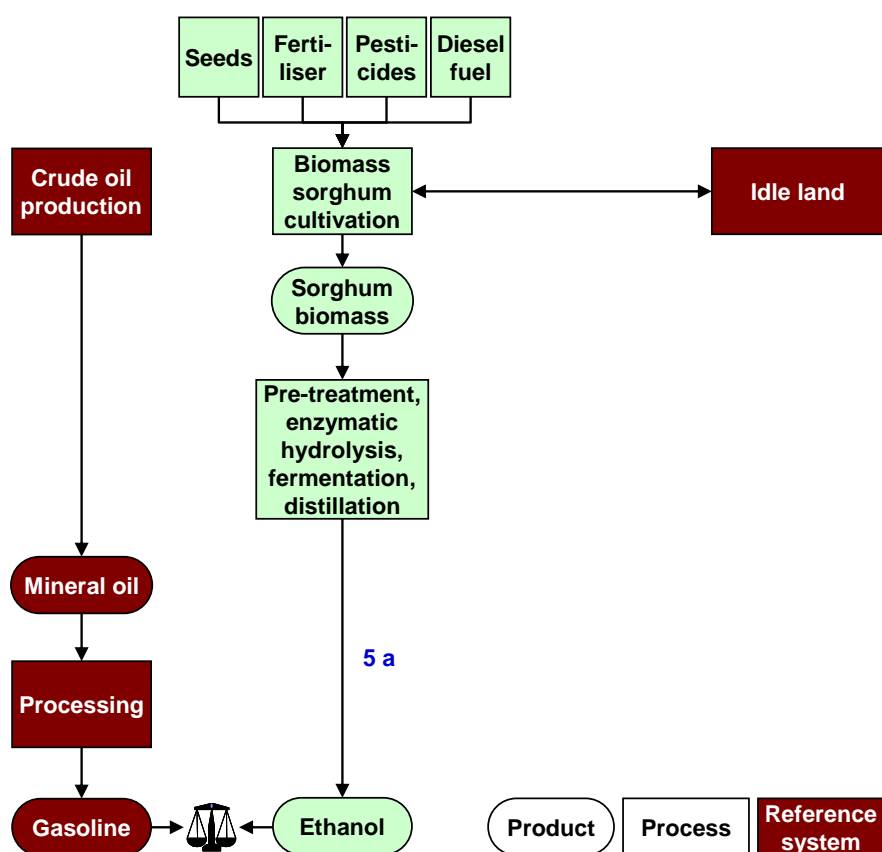 Seeds
Ferti-
liser
Pesti-
cides
Diesel
fuel
Crude oil
production
Biomass
sorghum
cultivation
Idle land
Sorghum
biomass
Pre-treatment,
enzymatic
hydrolysis,
fermentation,
distillation
Mineral oil
5 a
Processing
Gasoline
Ethanol
Product
Process
Reference
system